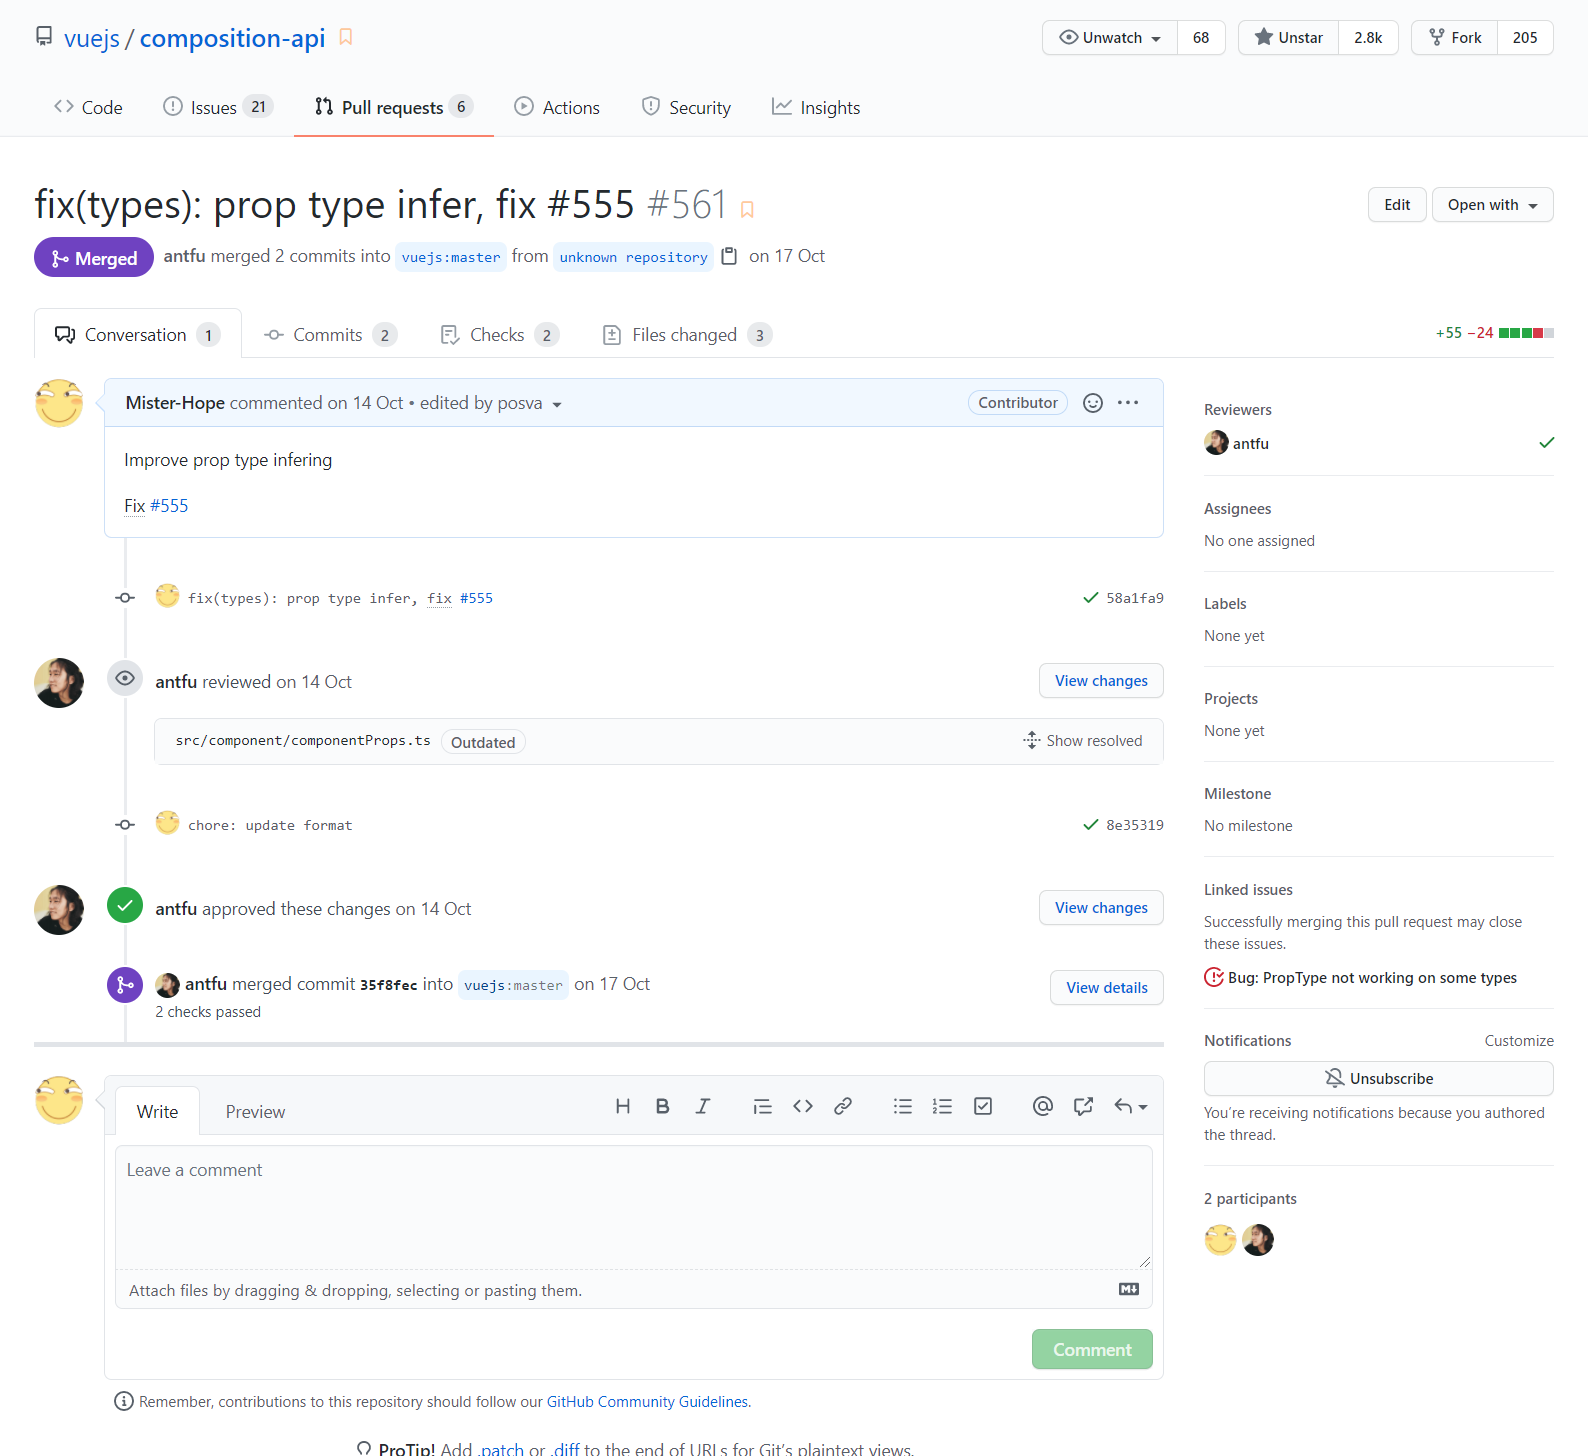 vuejs / composition-api
Unwatch 68 Unstar 2.8k Fork 205
Code Issues 21 Pull requests 6 Actions Security Insights
fix(types): prop type infer, fix #555 #561
Edit Open with
Merged antfu merged 2 commits into vuejs:master from unknown repository on 17 Oct
Conversation 1 Commits 2 Checks 2 Files changed 3
+55 −24
Mister-Hope commented on 14 Oct • edited by posva
Contributor
Improve prop type infering
Fix #555
fix(types): prop type infer, fix #555 58a1fa9
antfu reviewed on 14 Oct
View changes
src/component/componentProps.ts Outdated
Show resolved
chore: update format 8e35319
antfu approved these changes on 14 Oct
View changes
antfu merged commit 35f8fec into vuejs:master on 17 Oct
2 checks passed
View details
Write Preview
Leave a comment
Attach files by dragging & dropping, selecting or pasting them.
Comment
Remember, contributions to this repository should follow our GitHub Community Guidelines.
ProTip! Add .patch or .diff to the end of URLs for Git’s plaintext views.
Reviewers
antfu
Assignees
No one assigned
Labels
None yet
Projects
None yet
Milestone
No milestone
Linked issues
Successfully merging this pull request may close
these issues.
Bug: PropType not working on some types
Notifications Customize
Unsubscribe
You’re receiving notifications because you authored
the thread.
2 participants